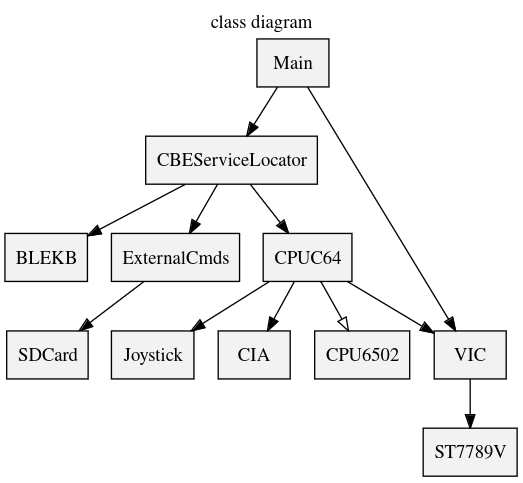 class diagram
Main
CBEServiceLocator
BLEKB
ExternalCmds
CPUC64
SDCard
Joystick
CIA
CPU6502
VIC
ST7789V